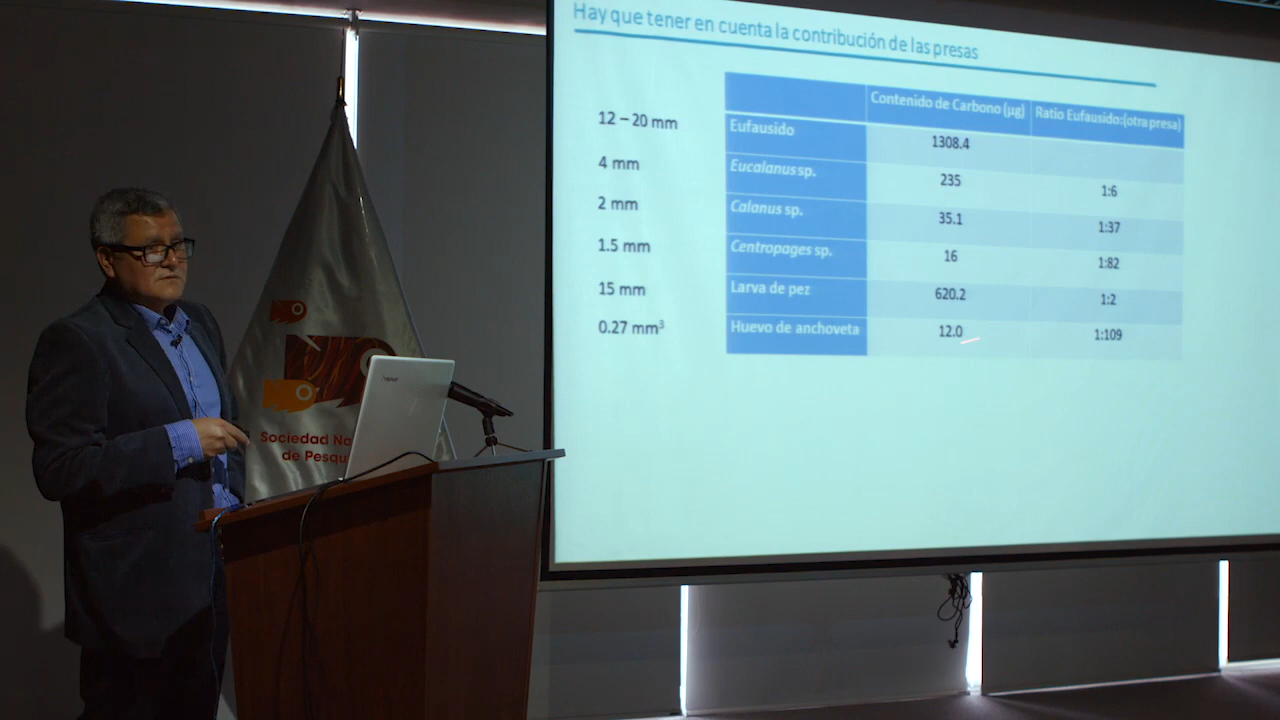 Hay que tener en cuenta la contribución de las presas
Contenido de Carbono (µg) Ratio Eufausido:(otra presa)
12 – 20 mm Eufausido 1308.4
4 mm Eucalanus sp. 235 1:6
2 mm Calanus sp. 35.1 1:37
1.5 mm Centropages sp. 16 1:82
15 mm Larva de pez 620.2 1:2
0.27 mm³ Huevo de anchoveta 12.0 1:109
Sociedad
de